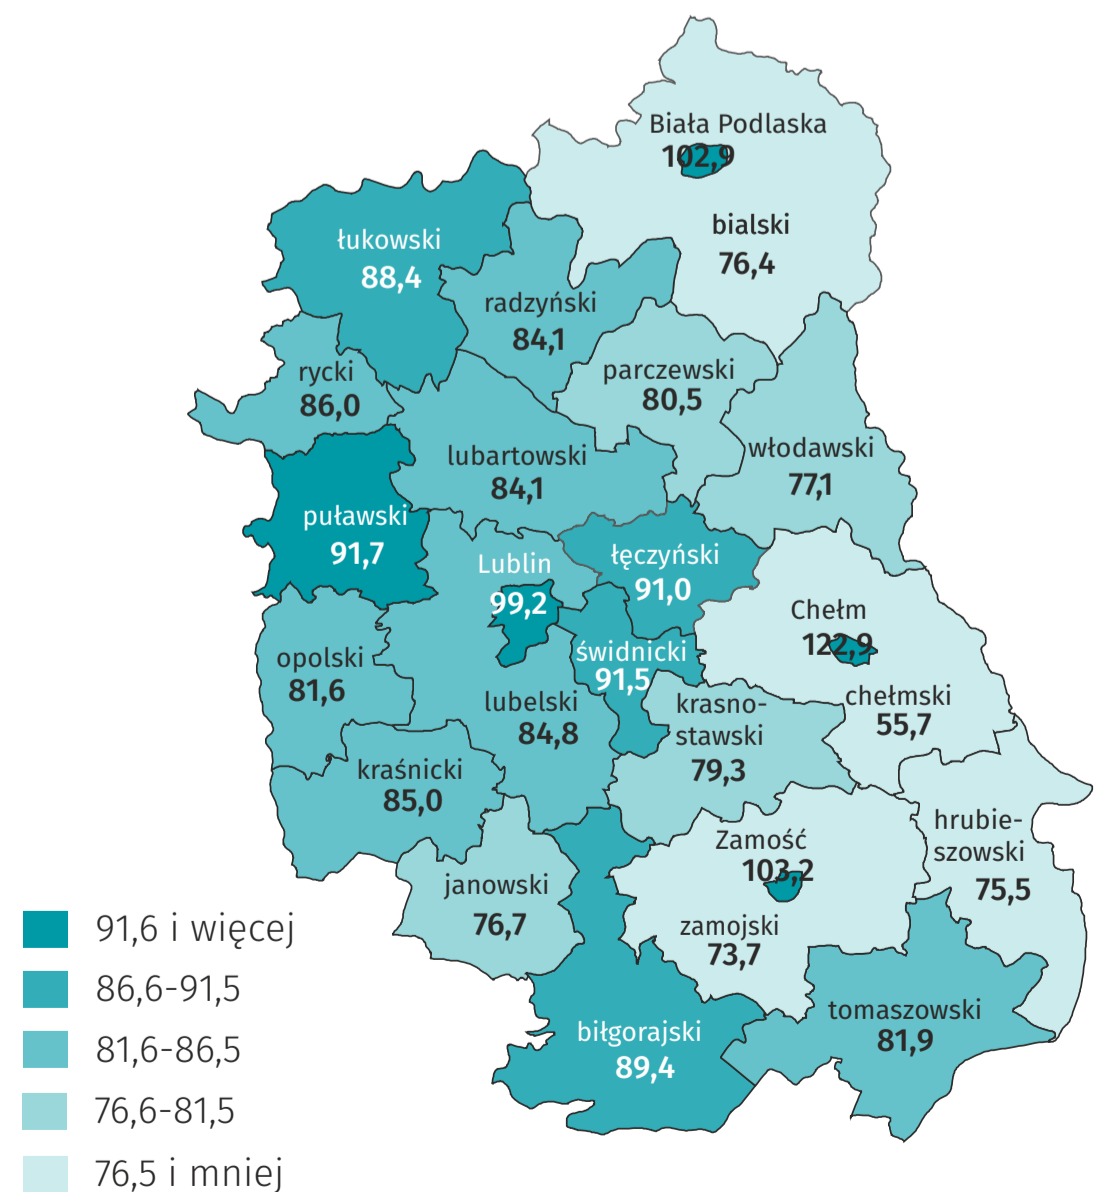 Biała Podlaska
102,9
bialski
76,4
łukowski
88,4
radzyński
84,1
rycki
86,0
parczewski
80,5
lubartowski
84,1
włodawski
77,1
puławski
91,7
Lublin
99,2
łęczyński
91,0
Chełm
122,9
opolski
81,6
świdnicki
91,5
lubelski
84,8
krasno-
stawski
79,3
chełmski
55,7
kraśnicki
85,0
Zamość
103,2
hrubie-
szowski
75,5
janowski
76,7
zamojski
73,7
biłgorajski
89,4
tomaszowski
81,9
91,6 i więcej
86,6-91,5
81,6-86,5
76,6-81,5
76,5 i mniej